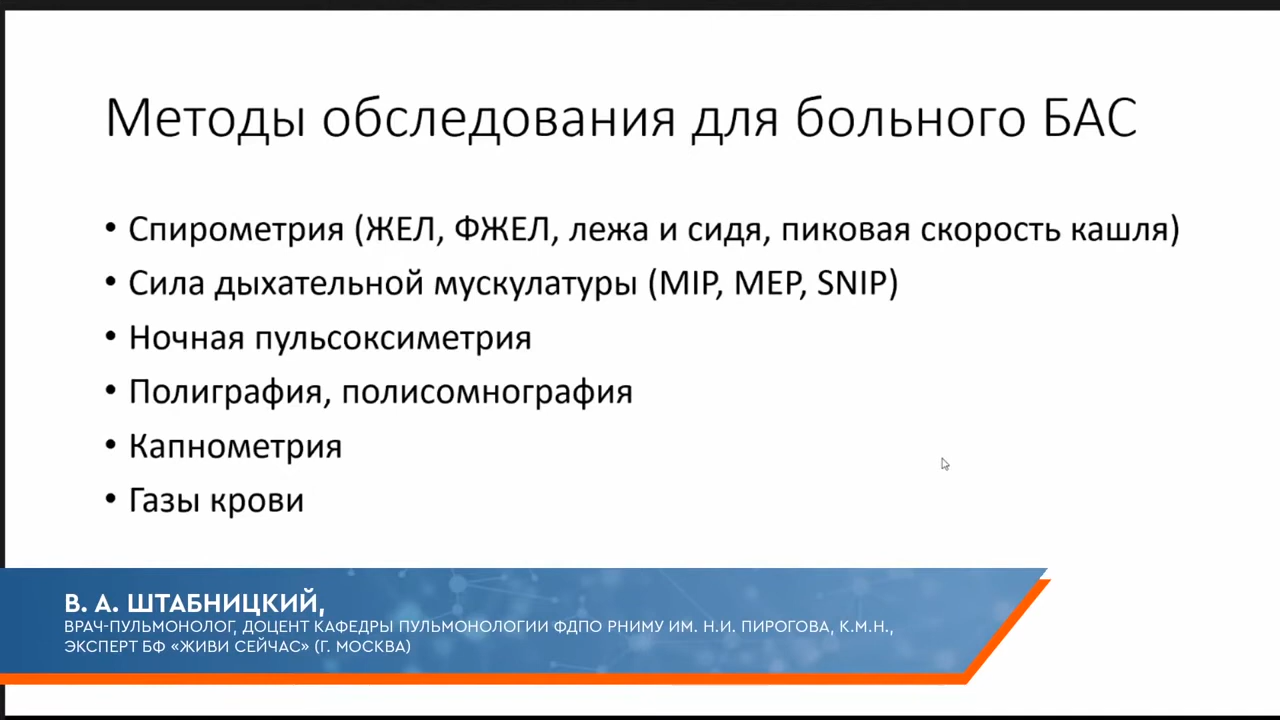 Методы обследования для больного БАС
• Спирометрия (ЖЕЛ, ФЖЕЛ, лежа и сидя, пиковая скорость кашля)
• Сила дыхательной мускулатуры (MIP, MEP, SNIP)
• Ночная пульсоксиметрия
• Полиграфия, полисомнография
• Капнометрия
• Газы крови
В. А. ШТАБНИЦКИЙ,
ВРАЧ-ПУЛЬМОНОЛОГ, ДОЦЕНТ КАФЕДРЫ ПУЛЬМОНОЛОГИИ ФДПО РНИМУ ИМ. Н.И. ПИРОГОВА, К.М.Н.,
ЭКСПЕРТ БФ «ЖИВИ СЕЙЧАС» (Г. МОСКВА)